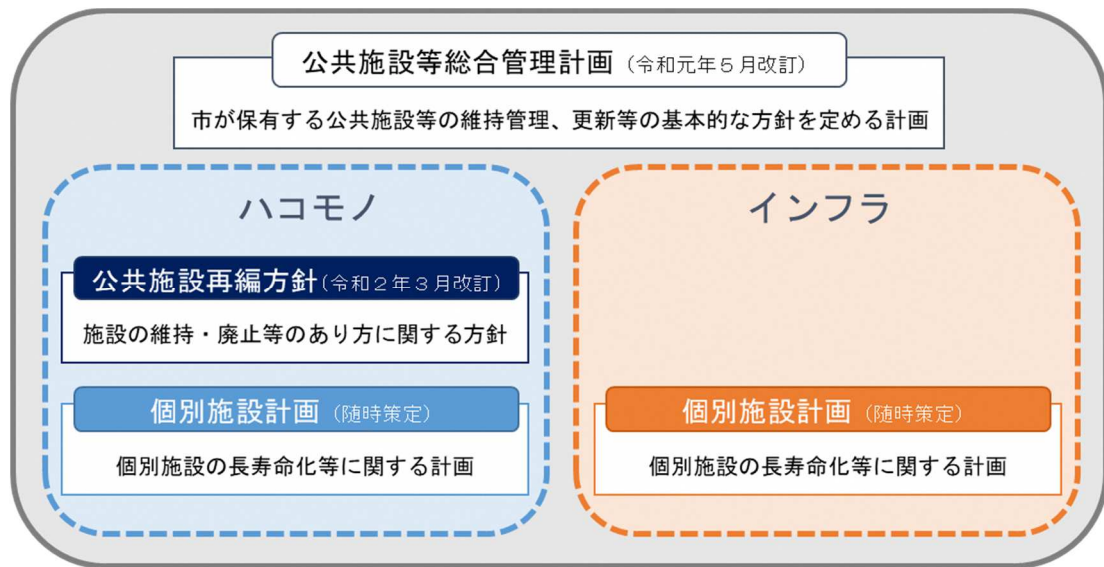 公共施設等総合管理計画（令和元年５月改訂）
市が保有する公共施設等の維持管理、更新等の基本的な方針を定める計画
ハコモノ
公共施設再編方針(令和２年３月改訂)
施設の維持・廃止等のあり方に関する方針
個別施設計画（随時策定）
個別施設の長寿命化等に関する計画
インフラ
個別施設計画（随時策定）
個別施設の長寿命化等に関する計画